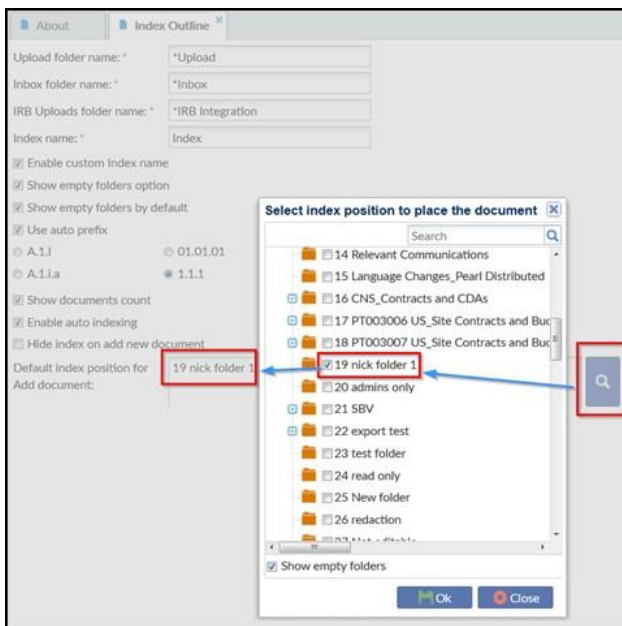 About
Index Outline
Upload folder name: * *Upload
Inbox folder name: * *Inbox
IRB Uploads folder name: * *IRB Integration
Index name: * Index
Enable custom Index name
Show empty folders option
Show empty folders by default
Use auto prefix
A.1.I 01.01.01
A.1.i.a 1.1.1
Show documents count
Enable auto indexing
Hide index on add new document
Default index position for
Add document:
19 nick folder 1
Select index position to place the document
Search
14 Relevant Communications
15 Language Changes_Pearl Distributed
16 CNS_Contracts and CDAs
17 PT003006 US_Site Contracts and Bud
18 PT003007 US_Site Contracts and Bud
19 nick folder 1
20 admins only
21 SBV
22 export test
23 test folder
24 read only
25 New folder
26 redaction
27 Not editable
Show empty folders
Ok
Close